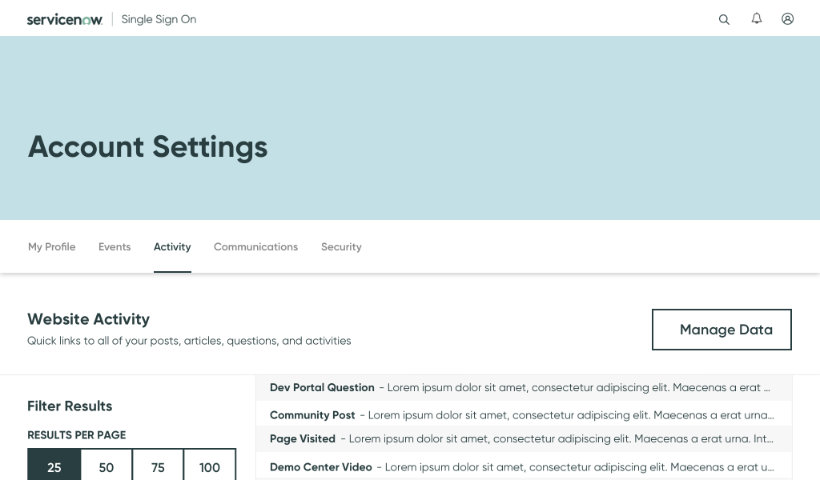 servicenow Single Sign On
Account Settings
My Profile Events Activity Communications Security
Website Activity
Quick links to all of your posts, articles, questions, and activities
Manage Data
Filter Results
RESULTS PER PAGE
25 50 75 100
Dev Portal Question - Lorem ipsum dolor sit amet, consectetur adipiscing elit. Maecenas a erat ...
Community Post - Lorem ipsum dolor sit amet, consectetur adipiscing elit. Maecenas a erat urna...
Page Visited - Lorem ipsum dolor sit amet, consectetur adipiscing elit. Maecenas a erat urna. Int...
Demo Center Video - Lorem ipsum dolor sit amet, consectetur adipiscing elit. Maecenas a erat u...